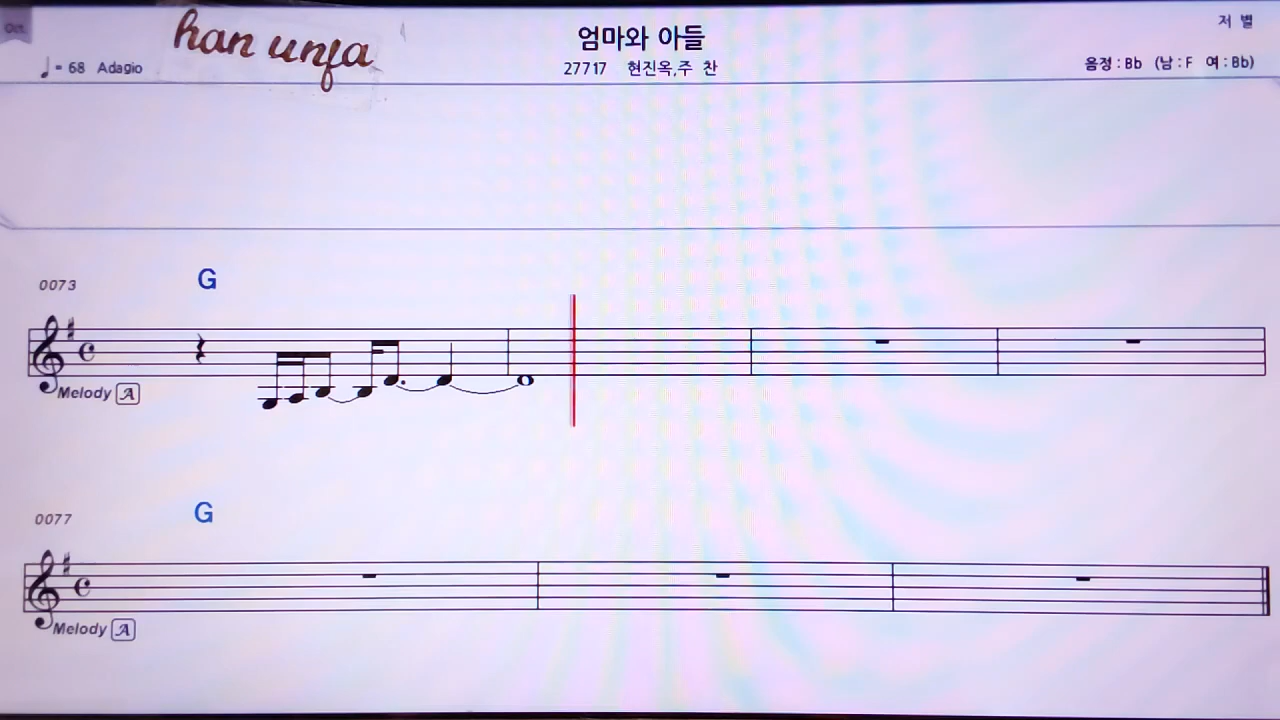 han unja
엄마와 아들
저 별
♩= 68 Adagio
27717 현진옥,주 찬
음정 : Bb (남 : F 여 : Bb)
0073
G
Melody A
0077
G
Melody A